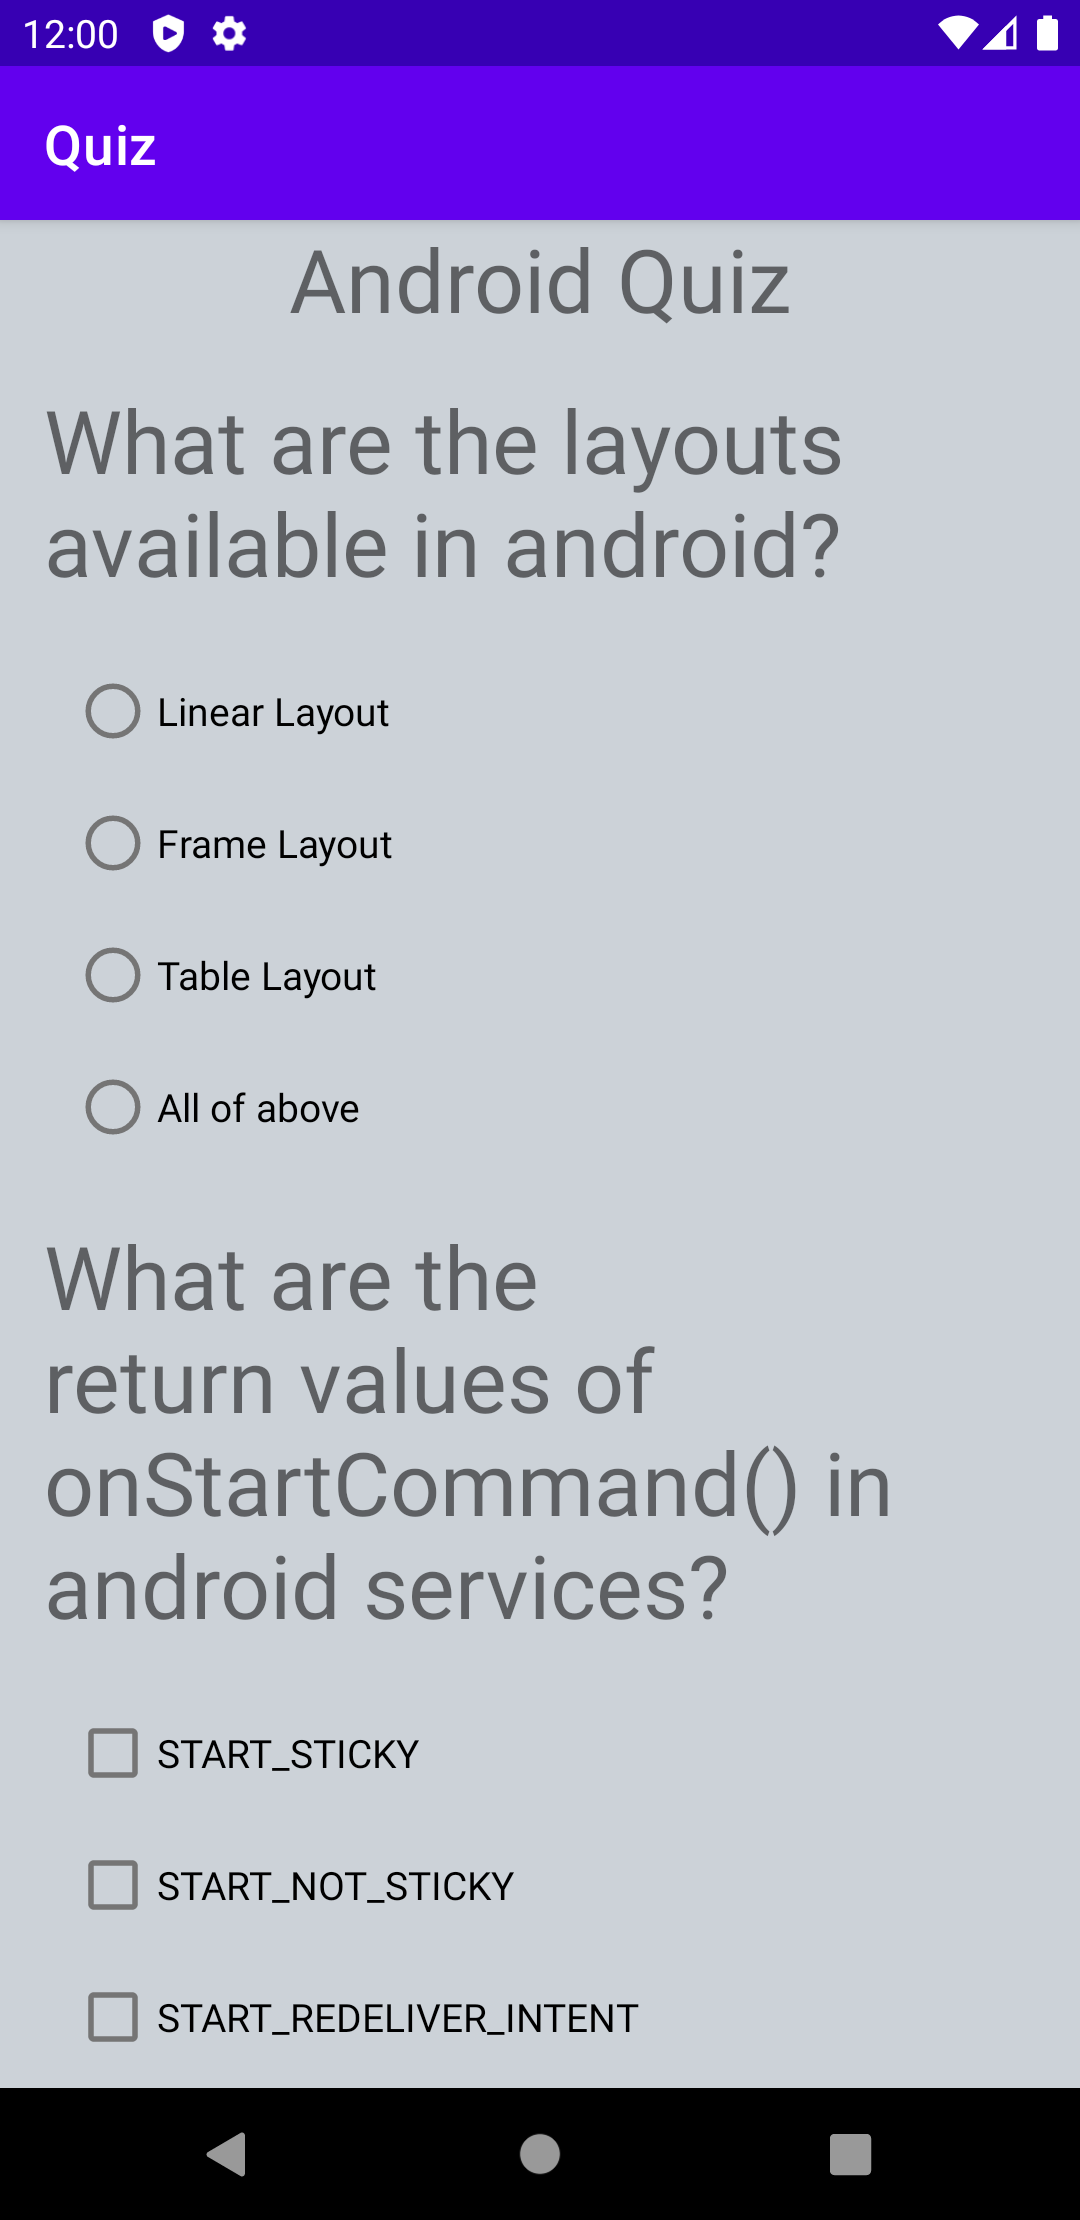 12:00
Quiz
Android Quiz
What are the layouts
available in android?
Linear Layout
Frame Layout
Table Layout
All of above
What are the
return values of
onStartCommand() in
android services?
START_STICKY
START_NOT_STICKY
START_REDELIVER_INTENT